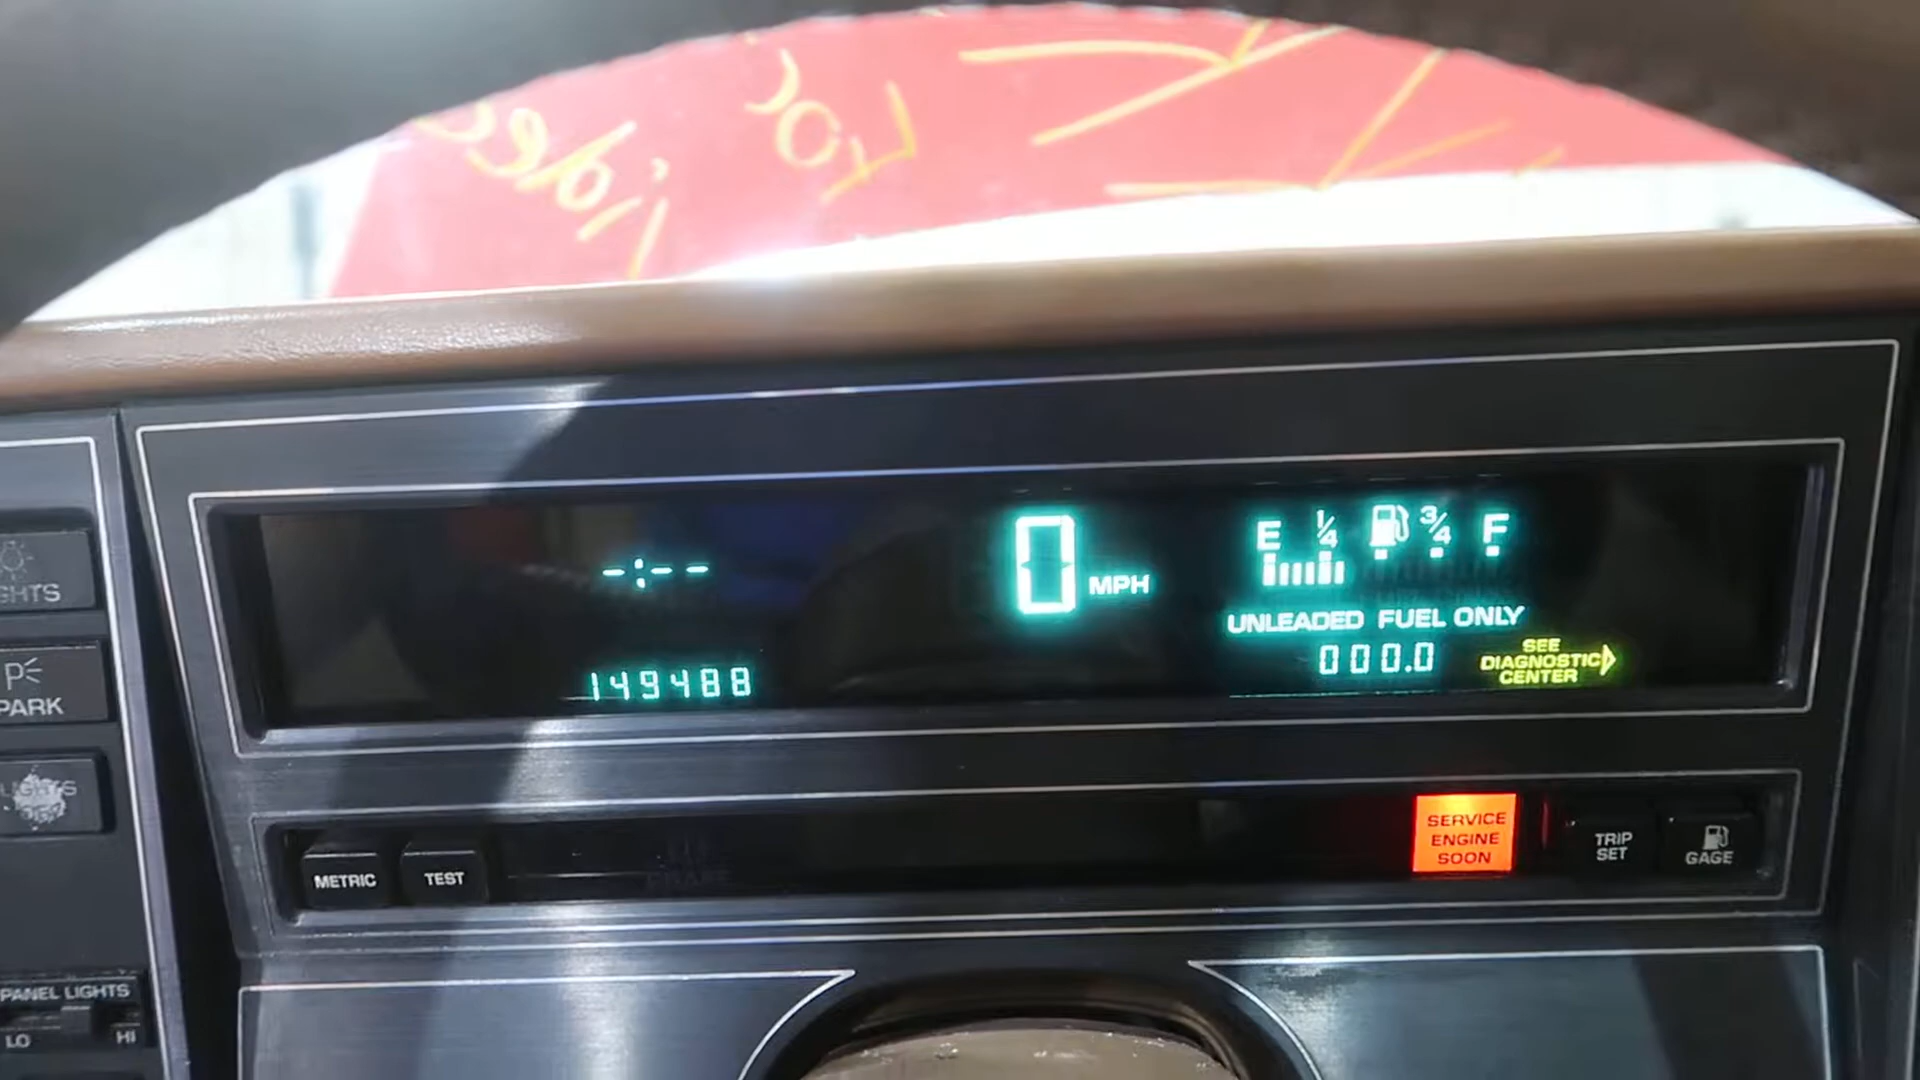 E 1/4 3/4 F
0 MPH
UNLEADED FUEL ONLY
149488
000.0
SEE
DIAGNOSTIC
CENTER
PARK
METRIC
TEST
SERVICE
ENGINE
SOON
TRIP
SET
GAGE
PANEL LIGHTS
LO
HI